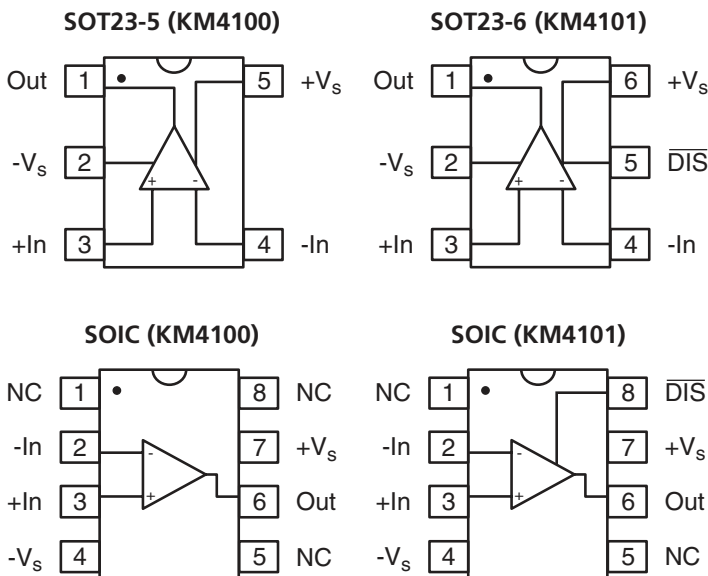 SOT23-5 (KM4100)
Out 1 5 +Vs
-Vs 2
+ -
+In 3 4 -In
SOT23-6 (KM4101)
Out 1 6 +Vs
-Vs 2 5 D̅I̅S̅
+ -
+In 3 4 -In
SOIC (KM4100)
NC 1 8 NC
-In 2 - 7 +Vs
+In 3 + 6 Out
-Vs 4 5 NC
SOIC (KM4101)
NC 1 8 D̅I̅S̅
-In 2 - 7 +Vs
+In 3 + 6 Out
-Vs 4 5 NC